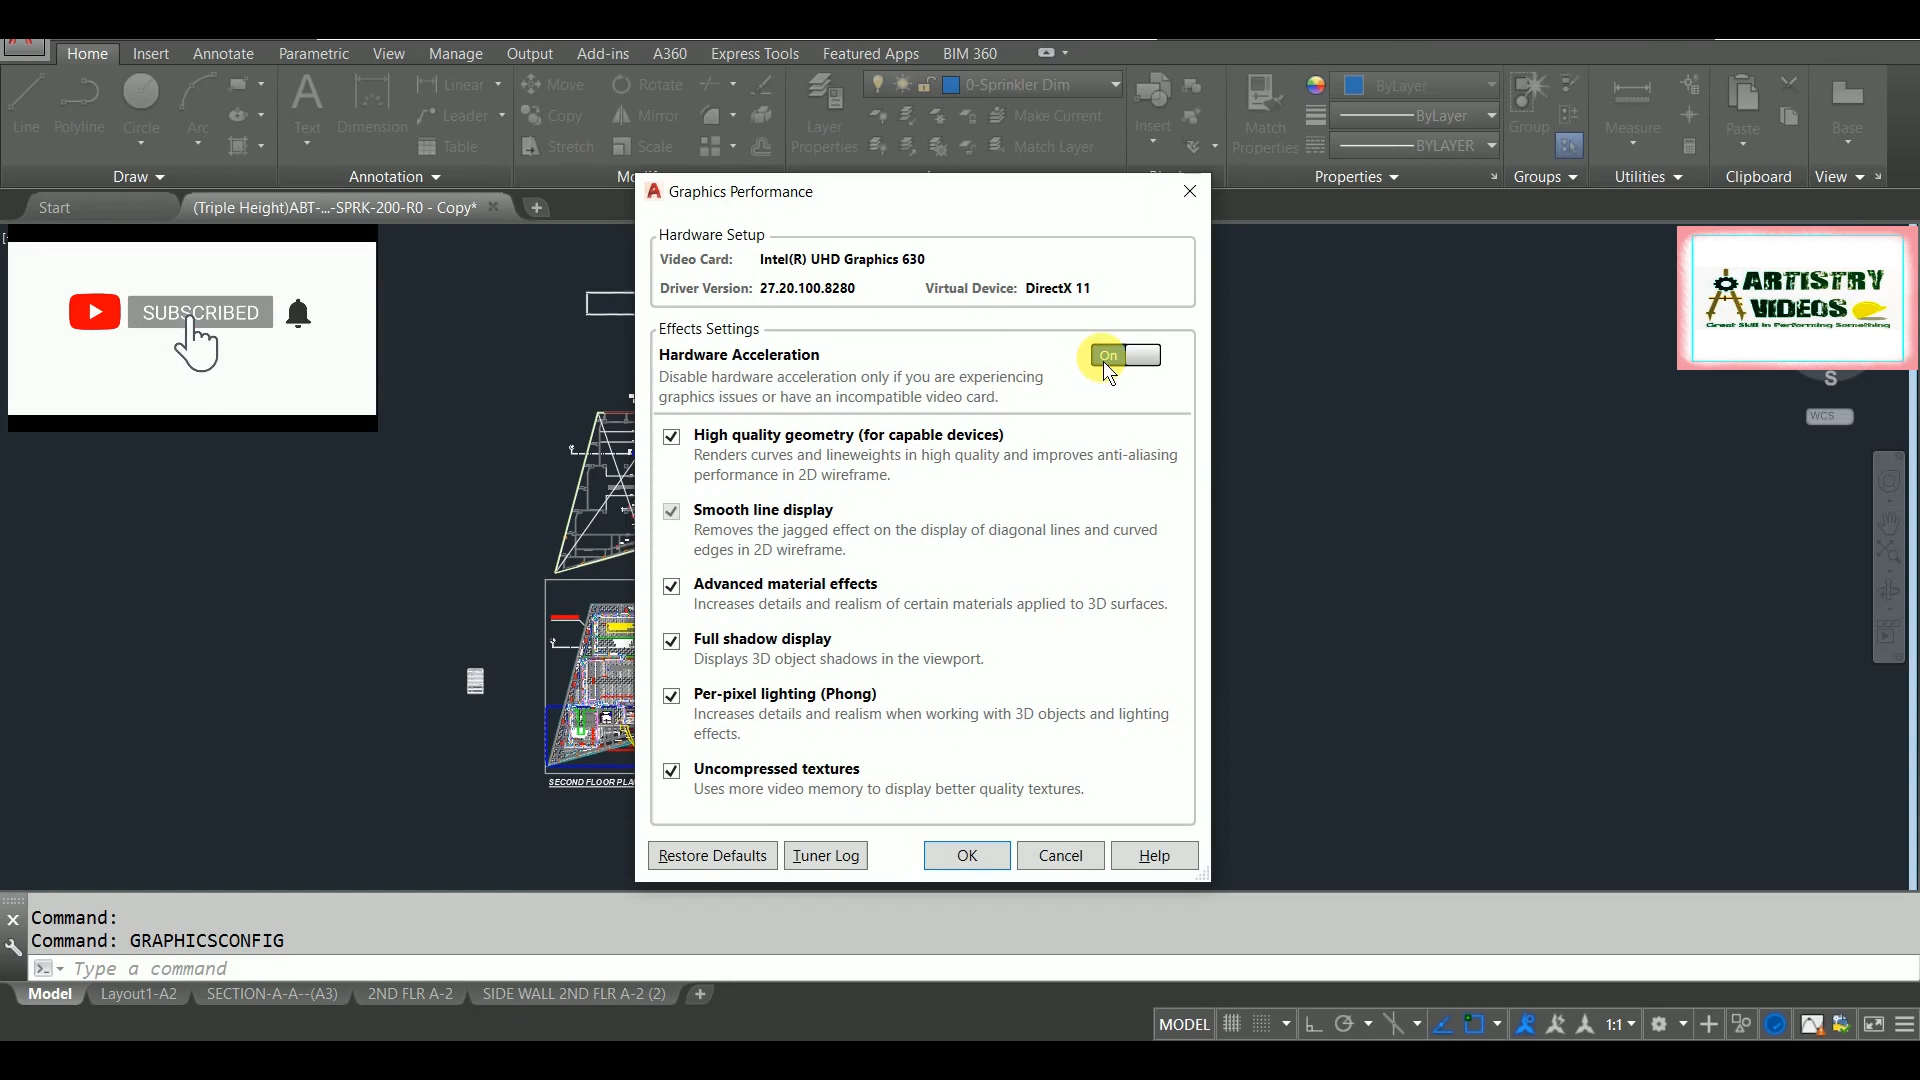 Home Insert Annotate Parametric View Manage Output Add-ins A360 Express Tools Featured Apps BIM 360
Line Polyline Circle Arc Text Dimension Linear Leader Table
Move Rotate
Copy Mirror
Stretch Scale
Layer Properties
0-Sprinkler Dim
Make Current
Match Layer
Insert
Match Properties
ByLayer
ByLayer
BYLAYER
Group Measure Paste Base
Draw Annotation Properties Groups Utilities Clipboard View
Start (Triple Height)ABT-...-SPRK-200-R0 - Copy*
SUBSCRIBED
ARTISTRY
VIDEOS
Great Skill in Performing Something
S
WCS
SECOND FLOOR PLA
Graphics Performance
Hardware Setup
Video Card: Intel(R) UHD Graphics 630
Driver Version: 27.20.100.8280 Virtual Device: DirectX 11
Effects Settings
Hardware Acceleration On
Disable hardware acceleration only if you are experiencing
graphics issues or have an incompatible video card.
High quality geometry (for capable devices)
Renders curves and lineweights in high quality and improves anti-aliasing
performance in 2D wireframe.
Smooth line display
Removes the jagged effect on the display of diagonal lines and curved
edges in 2D wireframe.
Advanced material effects
Increases details and realism of certain materials applied to 3D surfaces.
Full shadow display
Displays 3D object shadows in the viewport.
Per-pixel lighting (Phong)
Increases details and realism when working with 3D objects and lighting
effects.
Uncompressed textures
Uses more video memory to display better quality textures.
Restore Defaults Tuner Log OK Cancel Help
Command:
Command: GRAPHICSCONFIG
Type a command
Model Layout1-A2 SECTION-A-A--(A3) 2ND FLR A-2 SIDE WALL 2ND FLR A-2 (2)
MODEL 1:1